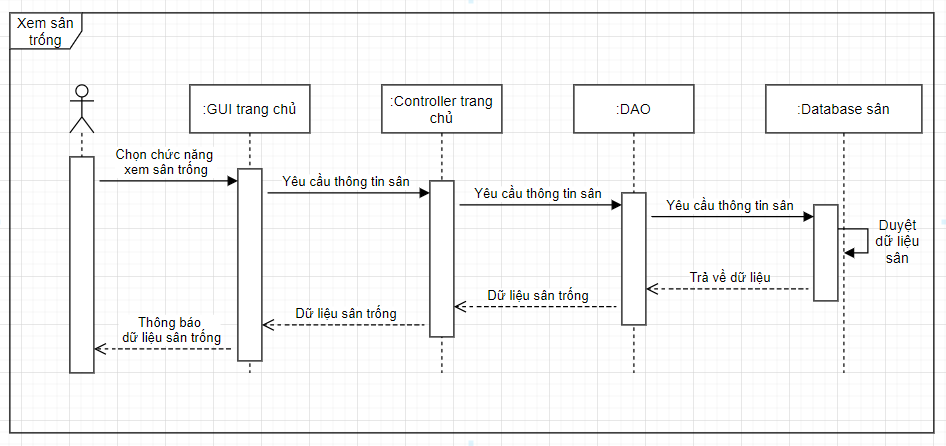 Xem sân
trống
:GUI trang chủ
:Controller trang
chủ
:DAO
:Database sân
Chọn chức năng
xem sân trống
Yêu cầu thông tin sân
Yêu cầu thông tin sân
Yêu cầu thông tin sân
Duyệt
dữ liệu
sân
Trả về dữ liệu
Dữ liệu sân trống
Dữ liệu sân trống
Thông báo
dữ liệu sân trống